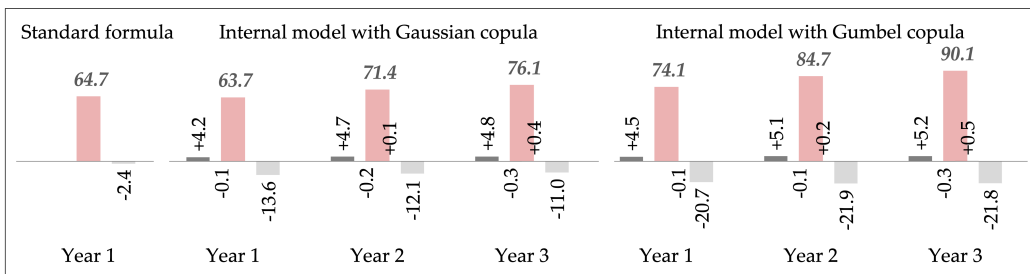 Standard formula Internal model with Gaussian copula Internal model with Gumbel copula
64.7 63.7 71.4 76.1 74.1 84.7 90.1
+4.2 +4.7 +0.1 +4.8 +0.4 +4.5 +5.1 +0.2 +5.2 +0.5
-2.4 -0.1 -13.6 -0.2 -12.1 -0.3 -11.0 -0.1 -20.7 -0.1 -21.9 -0.3 -21.8
Year 1 Year 1 Year 2 Year 3 Year 1 Year 2 Year 3